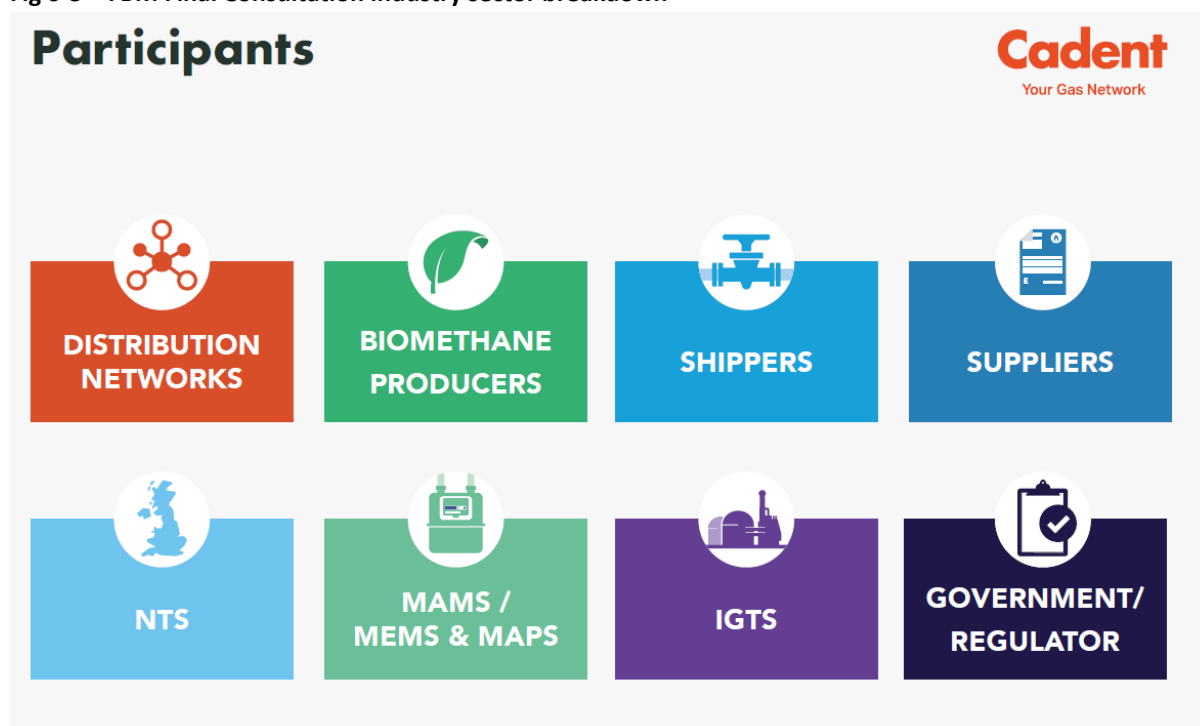 Participants
Cadent
Your Gas Network
DISTRIBUTION
NETWORKS
BIOMETHANE
PRODUCERS
SHIPPERS
SUPPLIERS
NTS
MAMS /
MEMS & MAPS
IGTS
GOVERNMENT/
REGULATOR